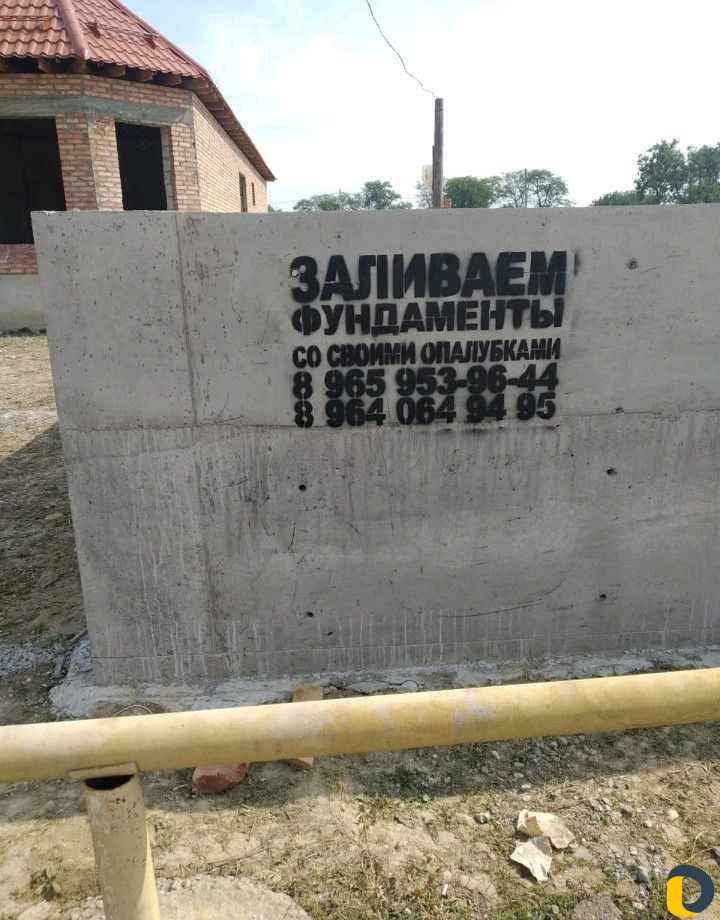 ЗАЛИВАЕМ
ФУНДАМЕНТЫ
СО СВОИМИ ОПАЛУБКАМИ
8 965 953-96-44
8 964 064 94 95